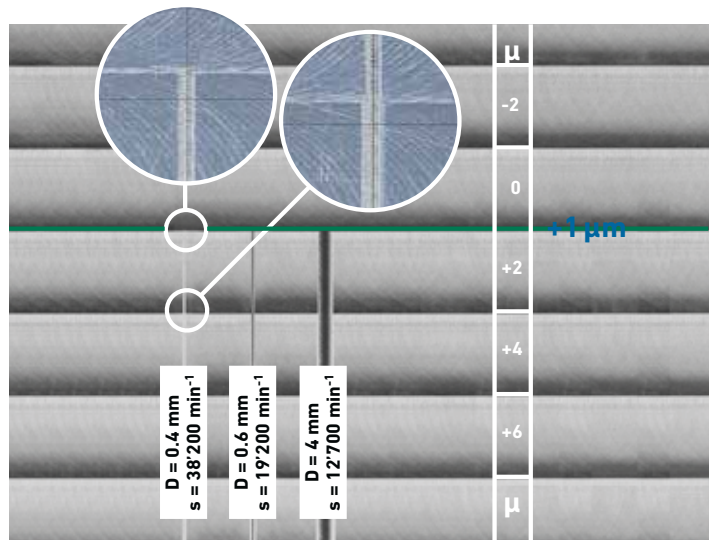 µ
-2
0
+1 µm
+2
+4
+6
µ
D = 0.4 mm
s = 38'200 min⁻¹
D = 0.6 mm
s = 19'200 min⁻¹
D = 4 mm
s = 12'700 min⁻¹